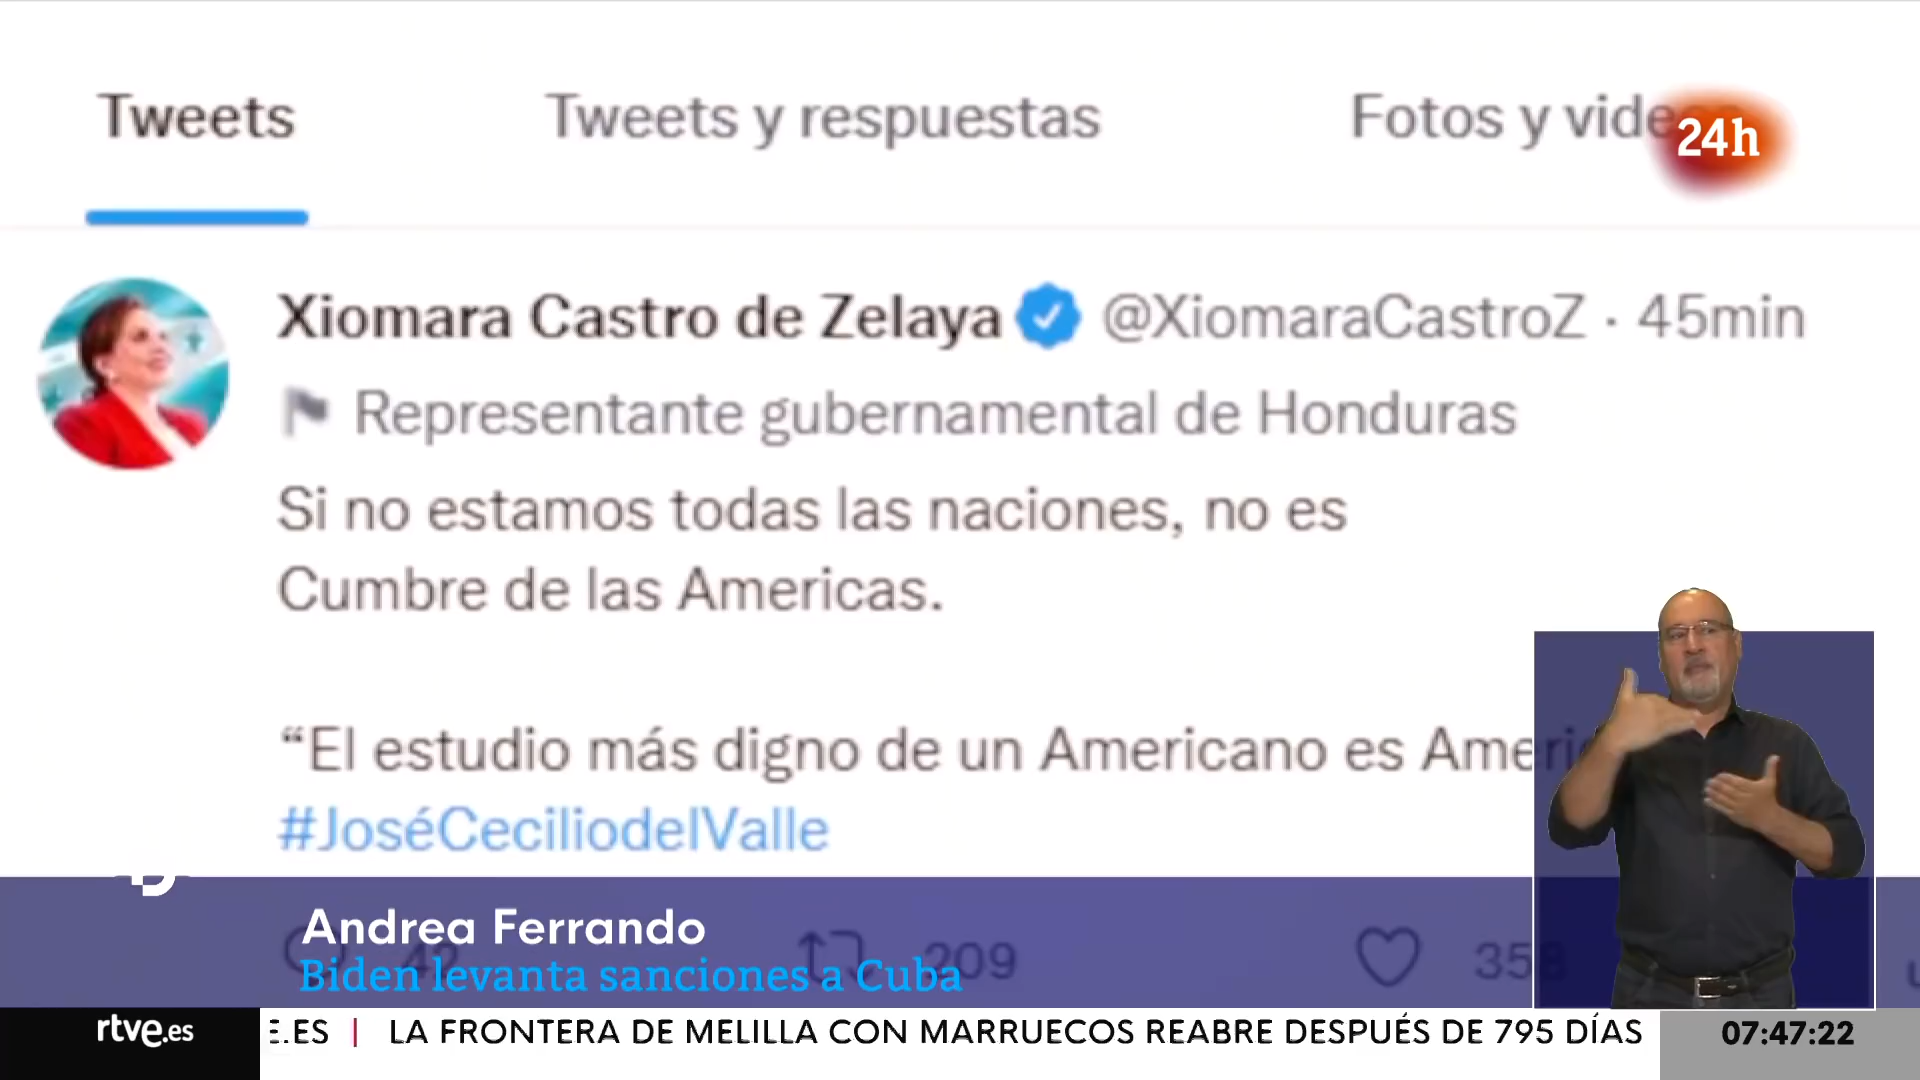 Tweets
Tweets y respuestas
Fotos y vide
24h
Xiomara Castro de Zelaya @XiomaraCastroZ · 45min
Representante gubernamental de Honduras
Si no estamos todas las naciones, no es
Cumbre de las Americas.
“El estudio más digno de un Americano es
#JoséCeciliodelValle
42
209
358
Andrea Ferrando
Biden levanta sanciones a Cuba
rtve.es
E.ES | LA FRONTERA DE MELILLA CON MARRUECOS REABRE DESPUÉS DE 795 DÍAS
07:47:22